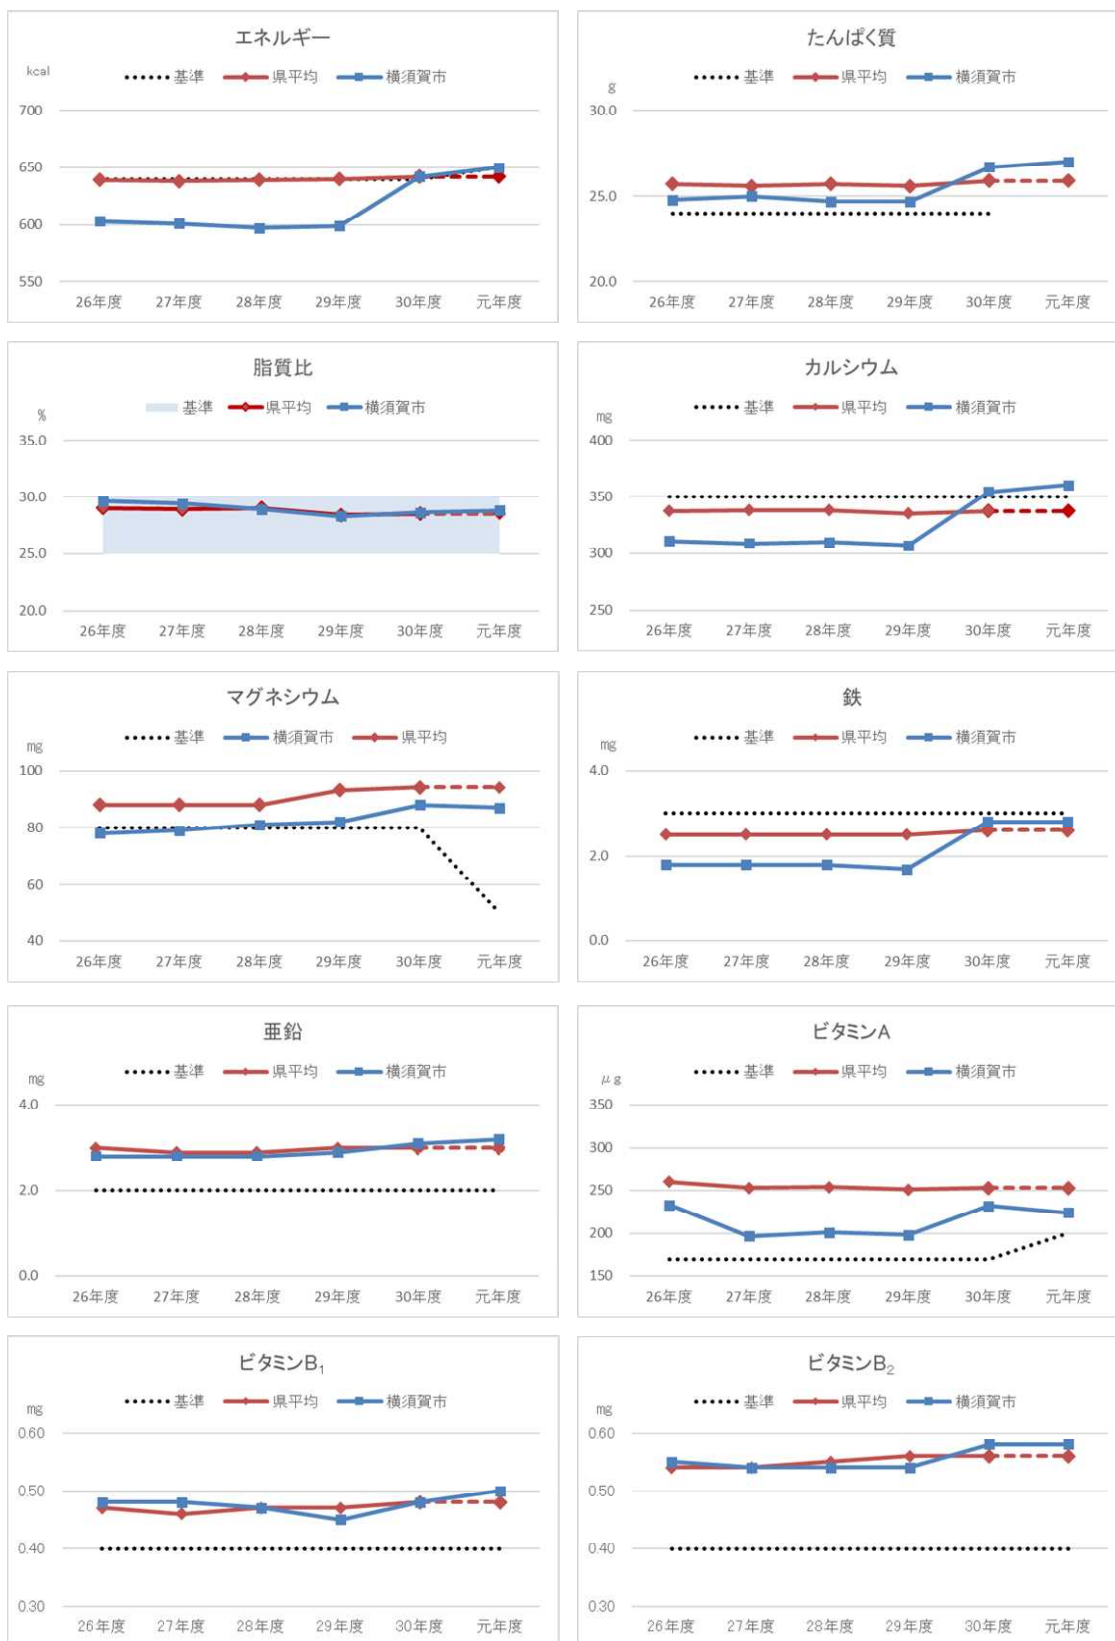 エネルギー
kcal
基準 県平均 横須賀市
700
650
600
550
26年度 27年度 28年度 29年度 30年度 元年度
たんぱく質
g
基準 県平均 横須賀市
30.0
25.0
20.0
26年度 27年度 28年度 29年度 30年度 元年度
脂質比
%
基準 県平均 横須賀市
35.0
30.0
25.0
20.0
26年度 27年度 28年度 29年度 30年度 元年度
カルシウム
mg
基準 県平均 横須賀市
400
350
300
250
26年度 27年度 28年度 29年度 30年度 元年度
マグネシウム
mg
基準 横須賀市 県平均
100
80
60
40
26年度 27年度 28年度 29年度 30年度 元年度
鉄
mg
基準 県平均 横須賀市
4.0
2.0
0.0
26年度 27年度 28年度 29年度 30年度 元年度
亜鉛
mg
基準 県平均 横須賀市
4.0
2.0
0.0
26年度 27年度 28年度 29年度 30年度 元年度
ビタミンA
μg
基準 県平均 横須賀市
350
300
250
200
150
26年度 27年度 28年度 29年度 30年度 元年度
ビタミンB₁
mg
基準 県平均 横須賀市
0.60
0.50
0.40
0.30
26年度 27年度 28年度 29年度 30年度 元年度
ビタミンB₂
mg
基準 県平均 横須賀市
0.60
0.50
0.40
0.30
26年度 27年度 28年度 29年度 30年度 元年度